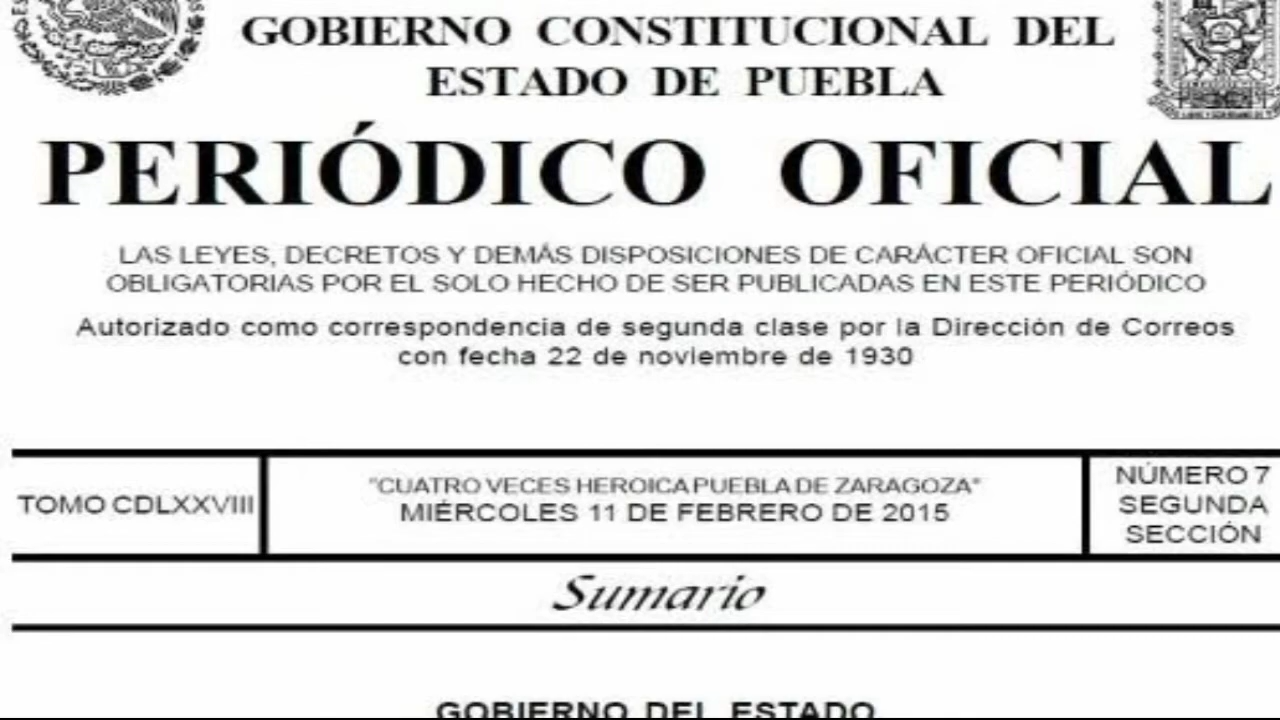 GOBIERNO CONSTITUCIONAL DEL
ESTADO DE PUEBLA
PERIÓDICO OFICIAL
LAS LEYES, DECRETOS Y DEMÁS DISPOSICIONES DE CARÁCTER OFICIAL SON
OBLIGATORIAS POR EL SOLO HECHO DE SER PUBLICADAS EN ESTE PERIÓDICO
Autorizado como correspondencia de segunda clase por la Dirección de Correos
con fecha 22 de noviembre de 1930
TOMO CDLXXVIII
"CUATRO VECES HEROICA PUEBLA DE ZARAGOZA"
MIÉRCOLES 11 DE FEBRERO DE 2015
NÚMERO 7
SEGUNDA
SECCIÓN
Sumario
GOBIERNO DEL ESTADO